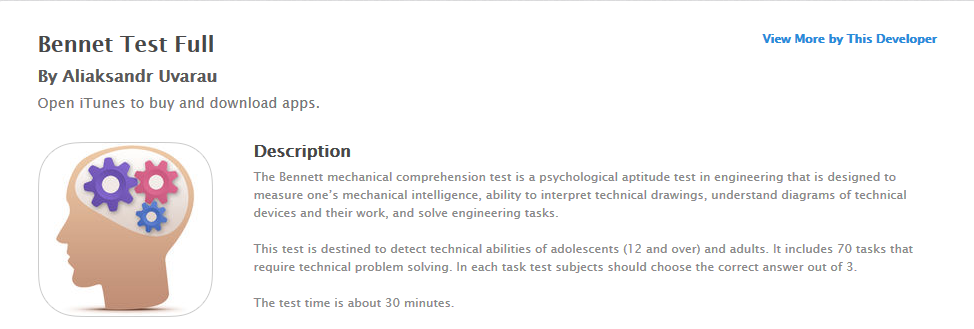 Bennet Test Full
View More by This Developer
By Aliaksandr Uvarau
Open iTunes to buy and download apps.
Description
The Bennett mechanical comprehension test is a psychological aptitude test in engineering that is designed to
measure one’s mechanical intelligence, ability to interpret technical drawings, understand diagrams of technical
devices and their work, and solve engineering tasks.
This test is destined to detect technical abilities of adolescents (12 and over) and adults. It includes 70 tasks that
require technical problem solving. In each task test subjects should choose the correct answer out of 3.
The test time is about 30 minutes.